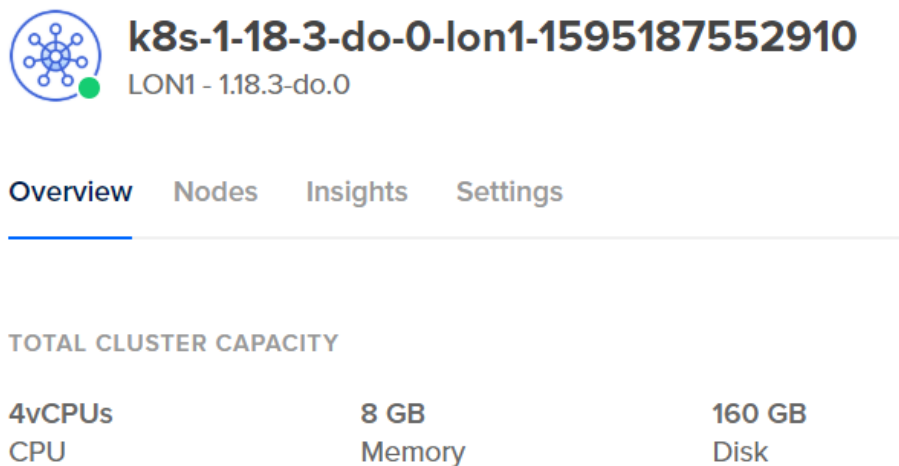 k8s-1-18-3-do-0-lon1-1595187552910
LON1 - 1.18.3-do.0
Overview Nodes Insights Settings
TOTAL CLUSTER CAPACITY
4vCPUs 8 GB 160 GB
CPU Memory Disk